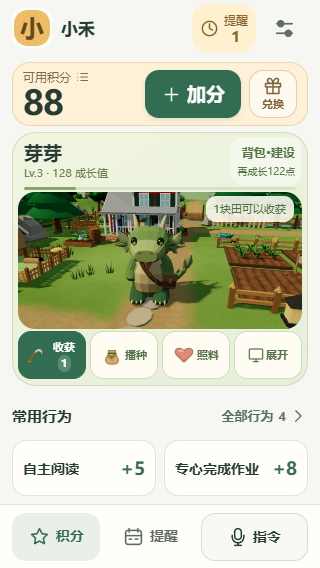 小 小禾
提醒
1
可用积分
88
＋ 加分
兑换
芽芽
Lv.3 · 128 成长值
背包•建设
再成长122点
1块田可以收获
收获
1
播种
照料
展开
常用行为
全部行为 4
自主阅读 +5
专心完成作业 +8
积分
提醒
指令